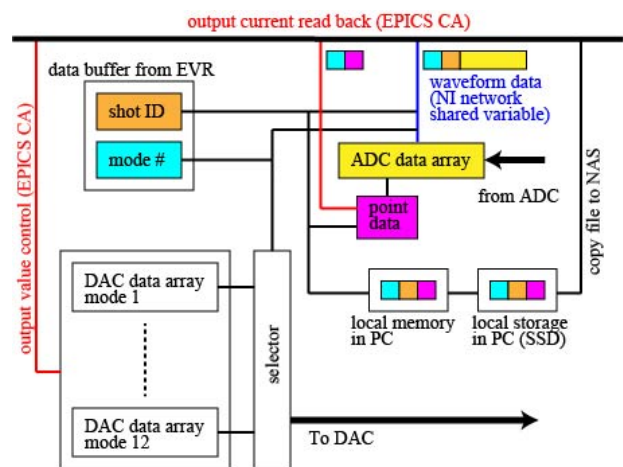 output current read back (EPICS CA)
data buffer from EVR
shot ID
mode #
waveform data
(NI network
shared variable)
ADC data array
from ADC
point
data
output value control (EPICS CA)
copy file to NAS
DAC data array
mode 1
selector
local memory
in PC
local storage
in PC (SSD)
DAC data array
mode 12
To DAC